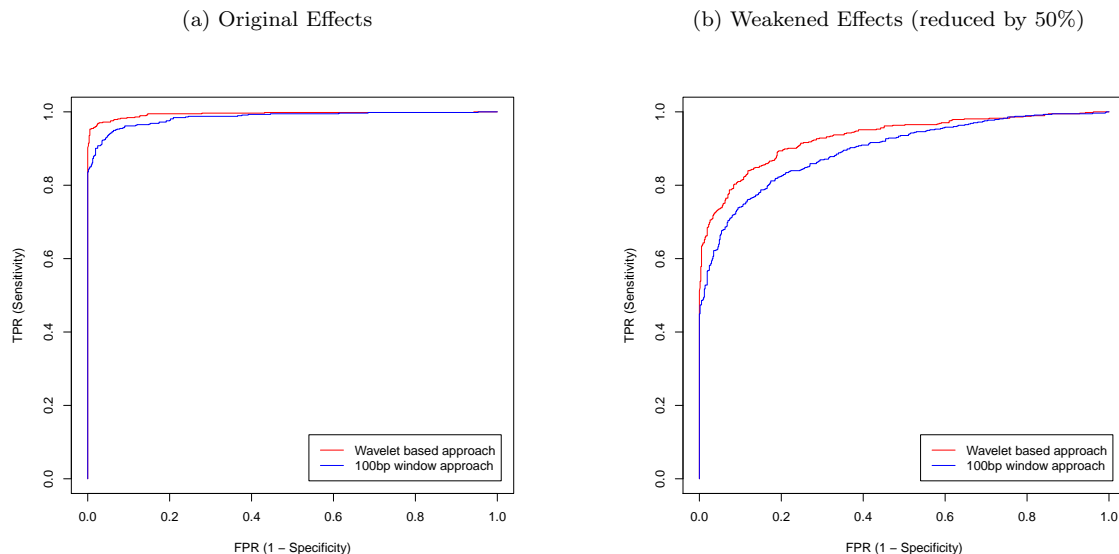 (a) Original Effects
TPR (Sensitivity)
1.0
0.8
0.6
0.4
0.2
0.0
Wavelet based approach
100bp window approach
0.0 0.2 0.4 0.6 0.8 1.0
FPR (1 − Specificity)
(b) Weakened Effects (reduced by 50%)
TPR (Sensitivity)
1.0
0.8
0.6
0.4
0.2
0.0
Wavelet based approach
100bp window approach
0.0 0.2 0.4 0.6 0.8 1.0
FPR (1 − Specificity)